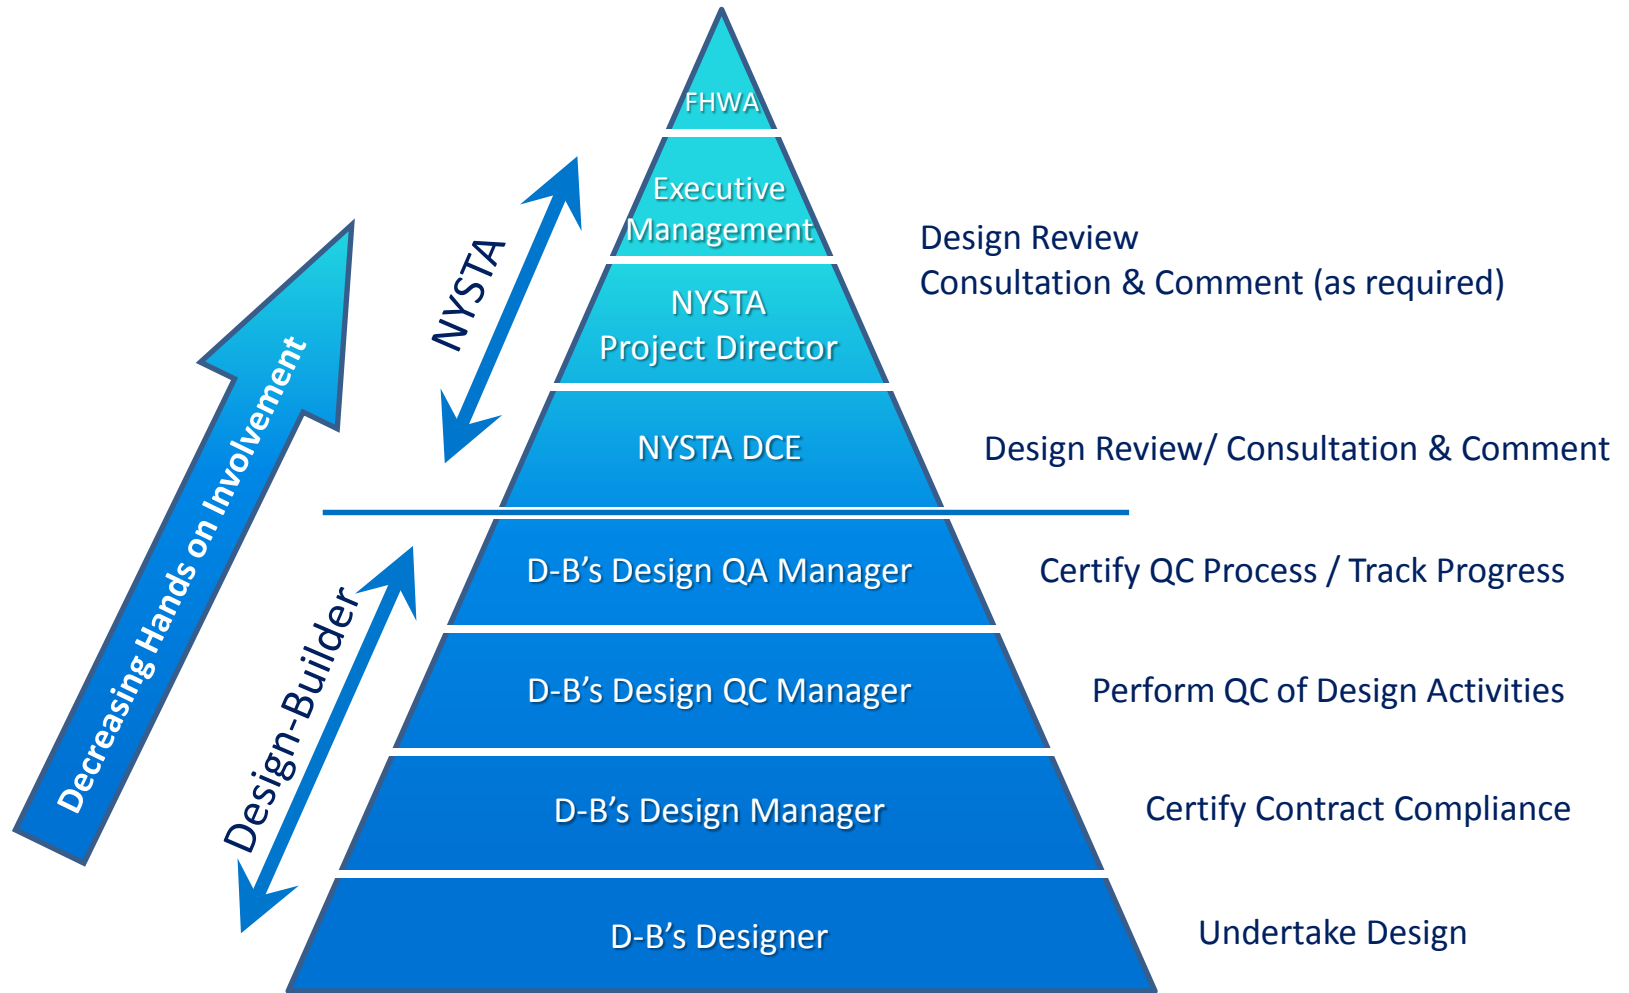 FHWA
Executive
Management
NYSTA
Design Review
Consultation & Comment (as required)
NYSTA
Project Director
Decreasing Hands on Involvement
NYSTA DCE
Design Review/ Consultation & Comment
D-B's Design QA Manager
Certify QC Process / Track Progress
Design-Builder
D-B's Design QC Manager
Perform QC of Design Activities
D-B's Design Manager
Certify Contract Compliance
D-B's Designer
Undertake Design